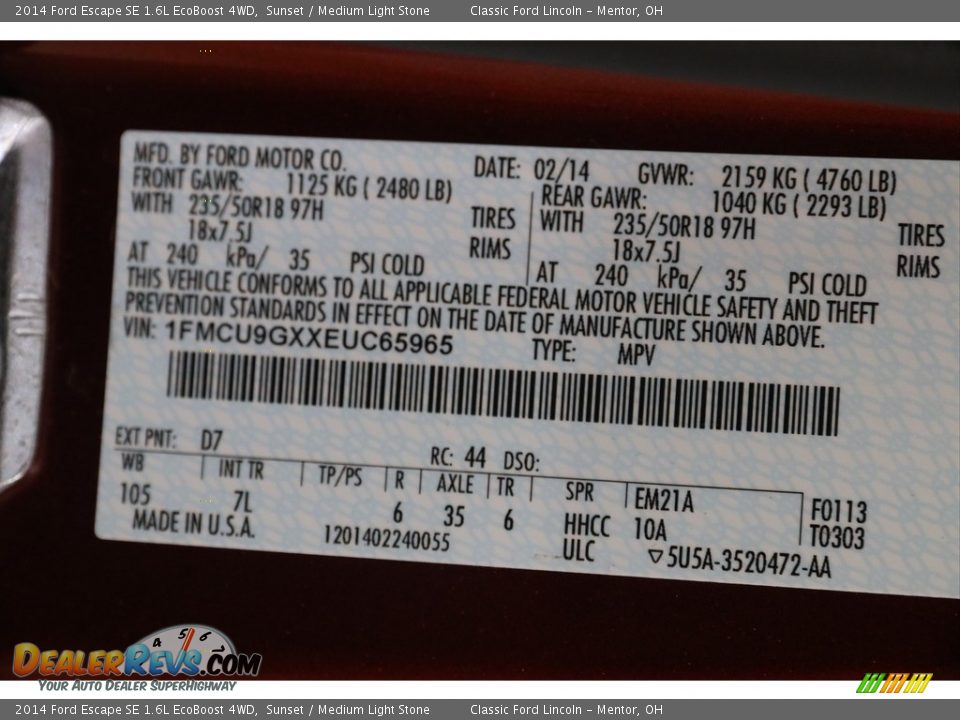 2014 Ford Escape SE 1.6L EcoBoost 4WD, Sunset / Medium Light Stone Classic Ford Lincoln - Mentor, OH
MFD. BY FORD MOTOR CO. DATE: 02/14 GVWR: 2159 KG ( 4760 LB)
FRONT GAWR: 1125 KG ( 2480 LB) REAR GAWR: 1040 KG ( 2293 LB)
WITH 235/50R18 97H TIRES WITH 235/50R18 97H TIRES
18x7.5J RIMS 18x7.5J RIMS
AT 240 kPa/ 35 PSI COLD AT 240 kPa/ 35 PSI COLD
THIS VEHICLE CONFORMS TO ALL APPLICABLE FEDERAL MOTOR VEHICLE SAFETY AND THEFT
PREVENTION STANDARDS IN EFFECT ON THE DATE OF MANUFACTURE SHOWN ABOVE.
VIN: 1FMCU9GXXEUC65965 TYPE: MPV
EXT PNT: D7 RC: 44 DSO:
WB INT TR TP/PS R AXLE TR SPR EM21A F0113
105 7L 6 35 6 HHCC 10A T0303
MADE IN U.S.A. 1201402240055 ULC ▽5U5A-3520472-AA
4 5 6
DEALERREVS.COM
YOUR AUTO DEALER SUPERHIGHWAY
2014 Ford Escape SE 1.6L EcoBoost 4WD, Sunset / Medium Light Stone Classic Ford Lincoln - Mentor, OH